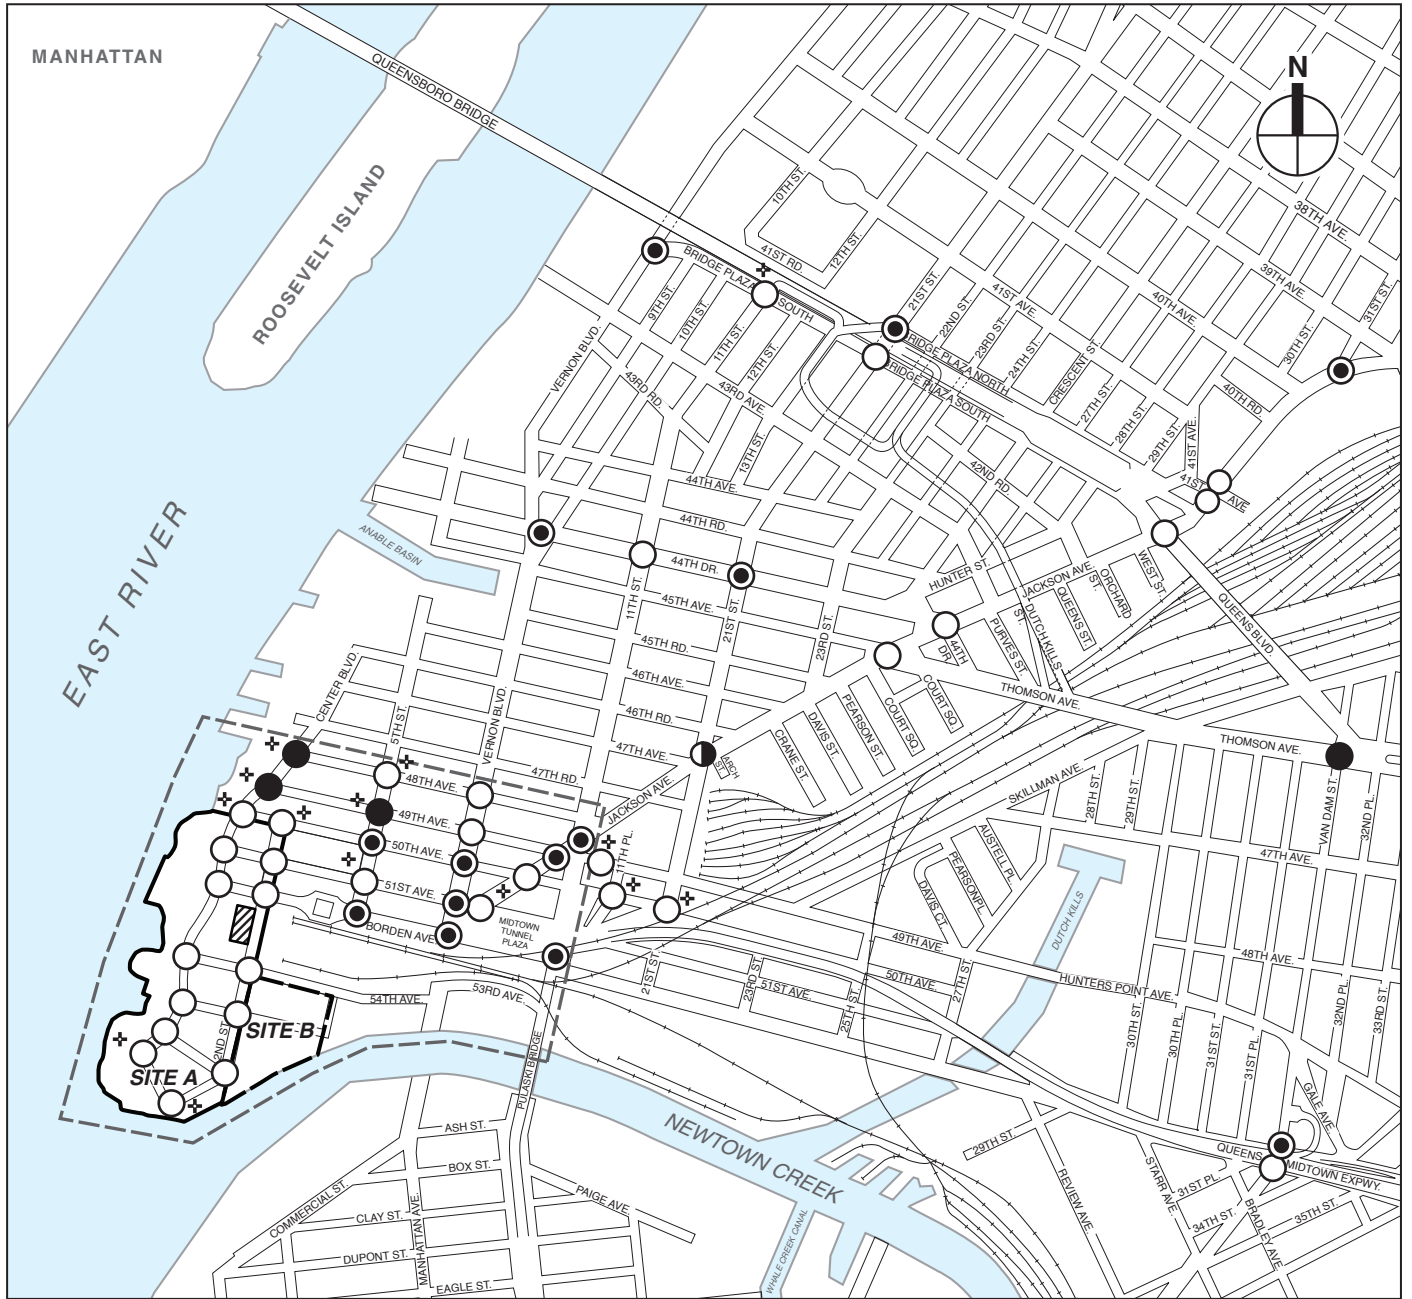 MANHATTAN
N
QUEENSBORO BRIDGE
ROOSEVELT ISLAND
10TH ST.
38TH AVE.
41ST RD.
12TH ST.
39TH AVE.
BRIDGE PLAZA SOUTH
21ST ST.
41ST AVE.
40TH AVE.
31ST ST.
9TH ST.
10TH ST.
11TH ST.
12TH ST.
22ND ST.
23RD ST.
24TH ST.
30TH ST.
VERNON BLVD.
RIDGE PLAZA NORTH
BRIDGE PLAZA SOUTH
CRESCENT S
27TH ST.
28TH ST.
29TH ST.
40TH RD.
43RD RD.
43RD AVE.
13TH ST.
41ST AVE.
42ND RD.
41ST AVE
44TH AVE.
44TH RD.
44TH DR.
ANABLE BASIN
EAST RIVER
HUNTER ST.
JACKSON AVE.
WEST ST.
ORCHARD ST.
QUEENS ST.
DUTCH KILLS ST.
PURVES ST.
QUEENS BLVD.
11TH ST.
45TH AVE.
21ST ST.
23RD ST.
45TH RD.
46TH AVE.
46TH RD.
47TH AVE.
44TH DR.
COURT SQ.
COURT SQ.
PEARSON ST.
DAVIS ST.
CRANE ST.
ARCH ST.
THOMSON AVE.
THOMSON AVE.
CENTER BLVD.
5TH ST.
VERNON BLVD.
47TH RD.
JACKSON AVE.
48TH AVE.
49TH AVE.
50TH AVE.
51ST AVE.
BORDEN AVE.
11TH PL.
MIDTOWN
TUNNEL
PLAZA
SKILLMAN AVE.
28TH ST.
29TH ST.
VAN DAM ST.
32ND PL.
AUSTELL PL.
PEARSONPL.
DAVIS CT.
47TH AVE.
DUTCH KILLS
49TH AVE.
50TH AVE.
27TH ST.
48TH AVE.
HUNTERS POINT AVE.
21ST ST.
23RD ST.
51ST AVE.
25TH ST.
53RD AVE.
54TH AVE.
30TH ST.
30TH PL.
31ST ST.
31ST PL.
32ND PL.
33RD ST.
2ND ST.
SITE B
SITE A
PULASKI BRIDGE
NEWTOWN CREEK
GALE AVE.
29TH ST.
REVIEW AVE.
STARR AVE.
QUEENS MIDTOWN EXPWY.
31ST PL.
34TH ST.
35TH ST.
BRADLEY AVE.
ASH ST.
BOX ST.
COMMERCIAL ST.
CLAY ST.
MANHATTAN AVE.
PAIGE AVE.
DUPONT ST.
EAGLE ST.
WHALE CREEK CANAL